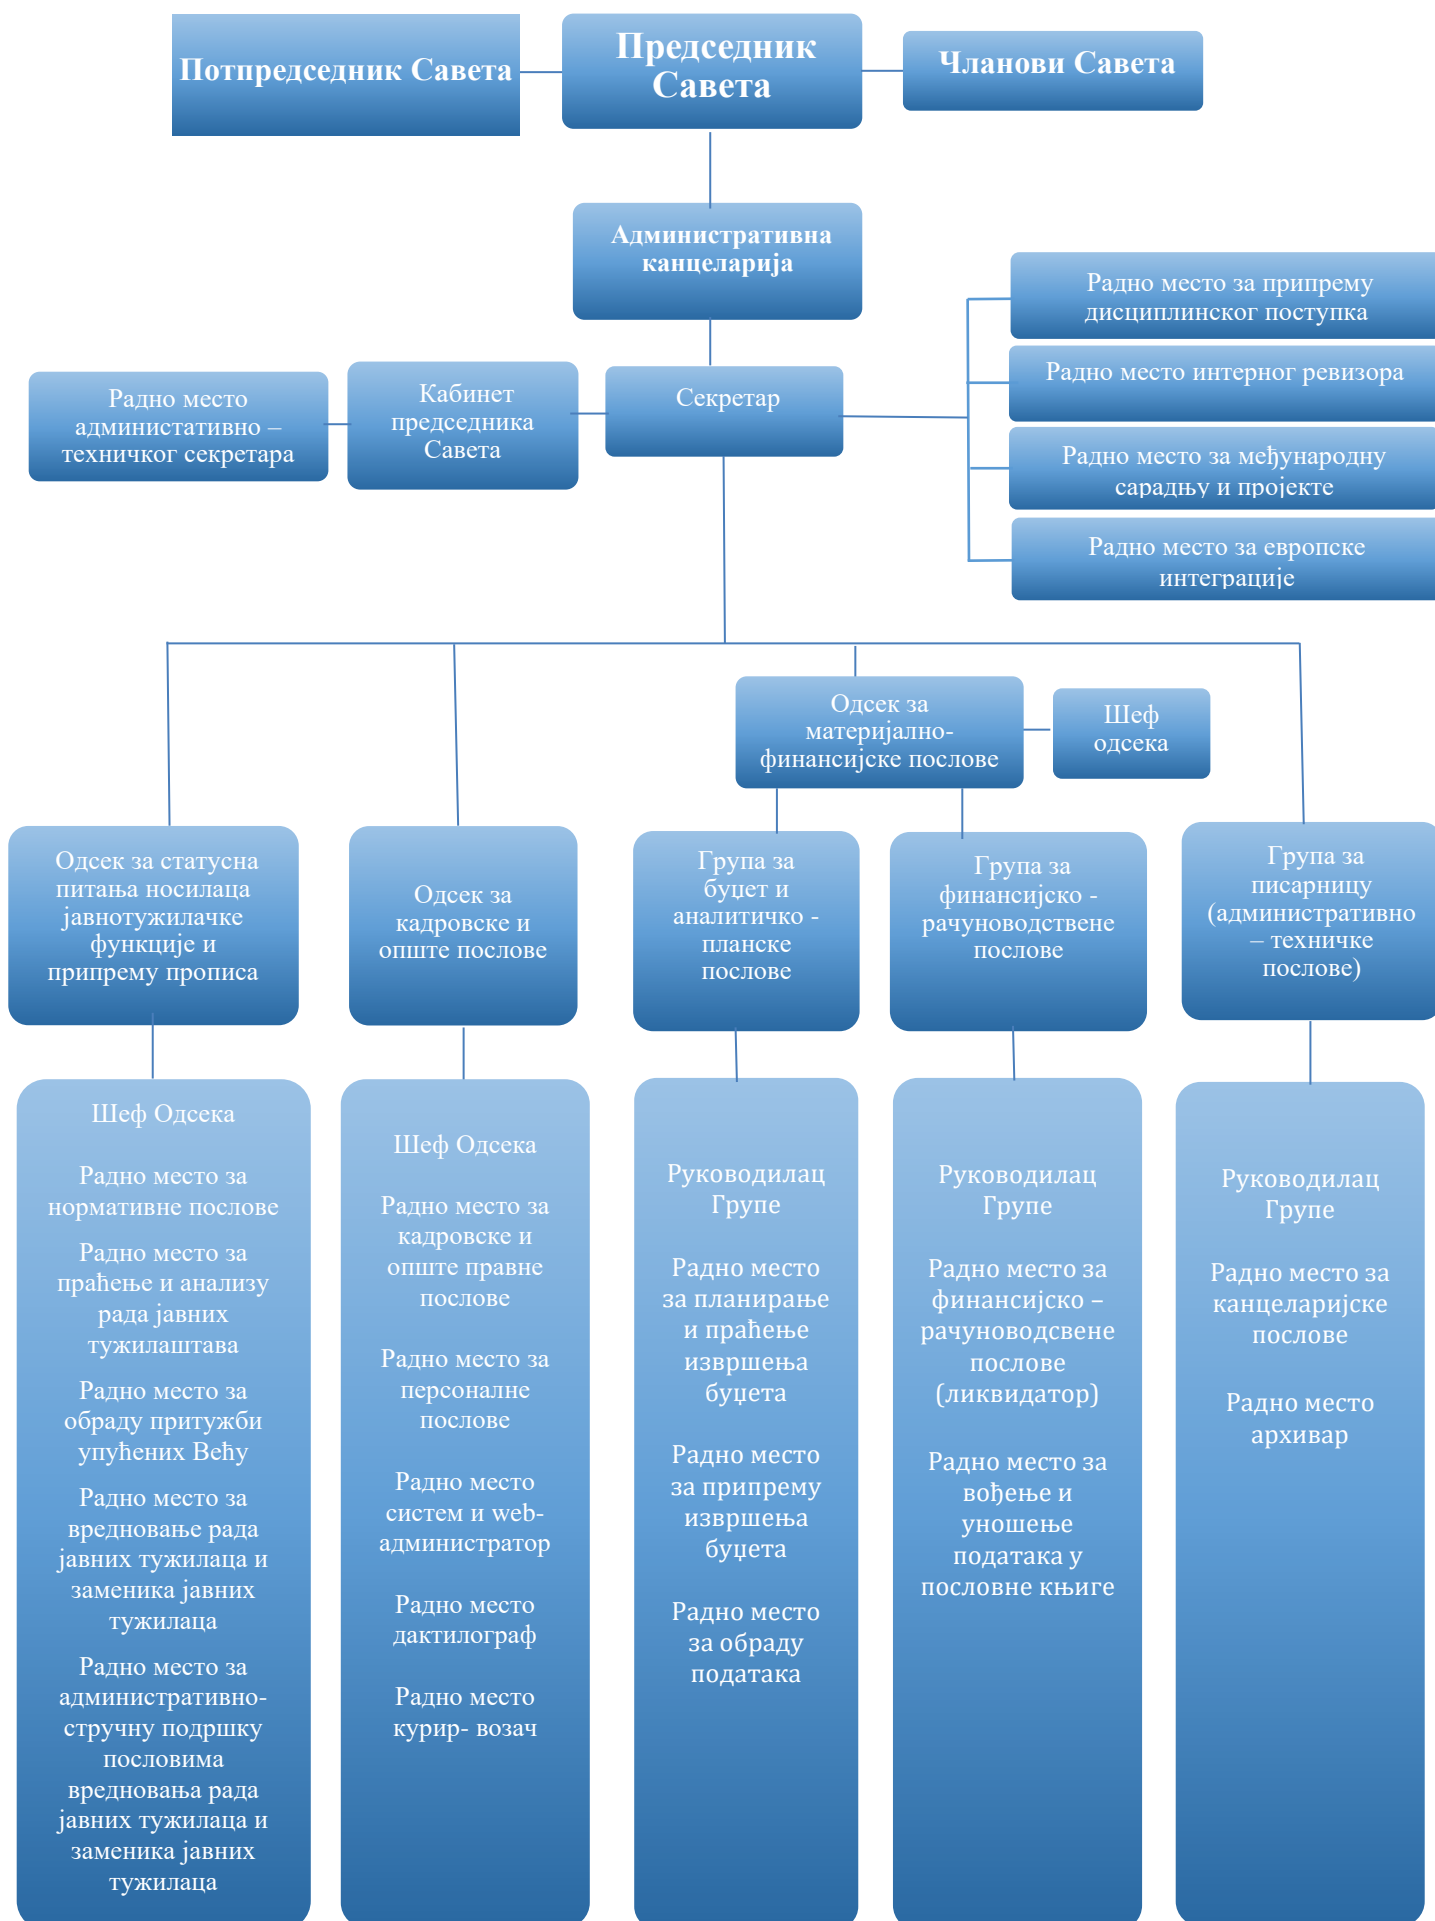 Потпредседник Савета
Председник
Савета
Чланови Савета
Административна
канцеларија
Радно место за припрему
дисциплинског поступка
Радно место интерног ревизора
Радно место за међународну
сарадњу и пројекте
Радно место за европске
интеграције
Радно место
администативно –
техничког секретара
Кабинет
председника
Савета
Секретар
Одсек за
материјално-
финансијске послове
Шеф
одсека
Одсек за статусна
питања носилаца
јавнотужилачке
функције и
припрему прописа
Одсек за
кадровске и
опште послове
Група за
буџет и
аналитичко -
планске
послове
Група за
финансијско -
рачуноводствене
послове
Група за
писарницу
(административно
– техничке
послове)
Шеф Одсека
Радно место за
нормативне послове
Радно место за
праћење и анализу
рада јавних
тужилаштава
Радно место за
обраду притужби
упућених Већу
Радно место за
вредновање рада
јавних тужилаца и
заменика јавних
тужилаца
Радно место за
административно-
стручну подршку
пословима
вредновања рада
јавних тужилаца и
заменика јавних
тужилаца
Шеф Одсека
Радно место за
кадровске и
опште правне
послове
Радно место за
персоналне
послове
Радно место
систем и web-
администратор
Радно место
дактилограф
Радно место
курир- возач
Руководилац
Групе
Радно место
за планирање
и праћење
извршења
буџета
Радно место
за припрему
извршења
буџета
Радно место
за обраду
података
Руководилац
Групе
Радно место за
финансијско –
рачуноводсвене
послове
(ликвидатор)
Радно место за
вођење и
уношење
података у
пословне књиге
Руководилац
Групе
Радно место за
канцеларијске
послове
Радно место
архивар